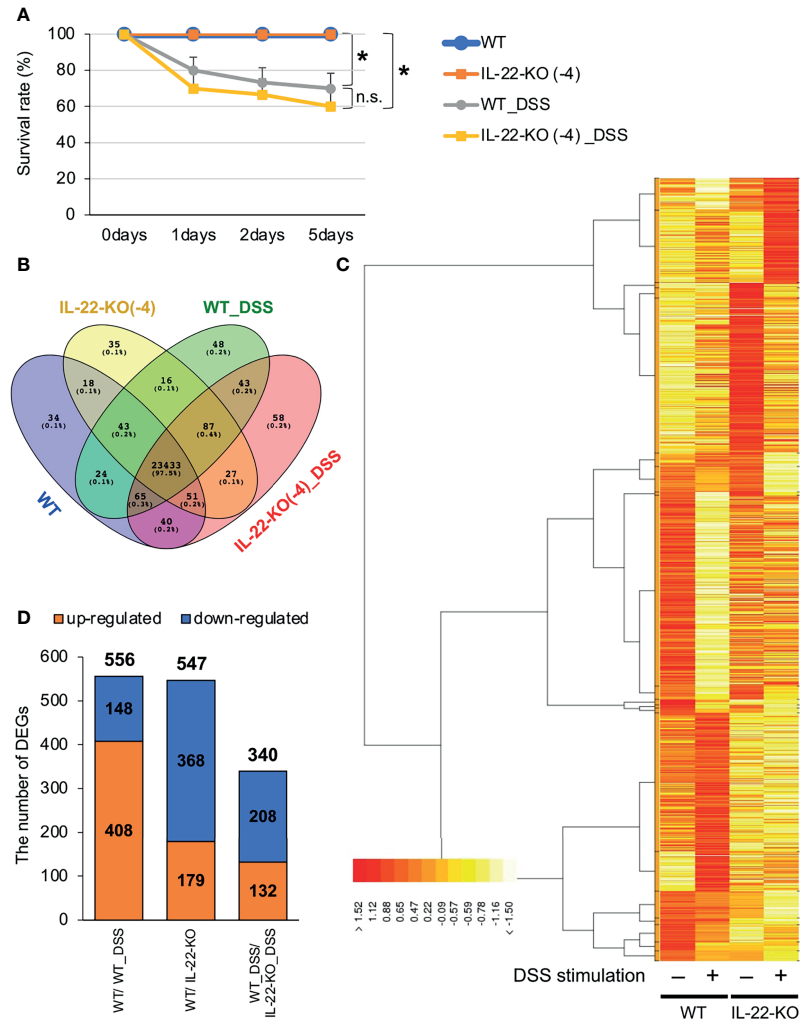 A
Survival rate (%)
100
80
60
40
20
0
0days
1days
2days
5days
*
n.s.
*
WT
IL-22-KO (-4)
WT_DSS
IL-22-KO (-4) _DSS
B
IL-22-KO(-4)
WT_DSS
WT
IL-22-KO(-4)_DSS
35
(0.1%)
48
(0.2%)
18
(0.1%)
16
(0.1%)
43
(0.2%)
34
(0.1%)
43
(0.2%)
87
(0.4%)
58
(0.2%)
24
(0.1%)
23433
(97.5%)
27
(0.1%)
65
(0.3%)
51
(0.2%)
40
(0.2%)
C
> 1.52
1.12
0.88
0.65
0.47
0.22
-0.09
-0.57
-0.59
-0.78
-1.16
< -1.50
DSS stimulation
− + − +
WT
IL-22-KO
D
up-regulated
down-regulated
The number of DEGs
600
500
400
300
200
100
0
556
148
408
547
368
179
340
208
132
WT/ WT_DSS
WT/ IL-22-KO
WT_DSS/
IL-22-KO_DSS